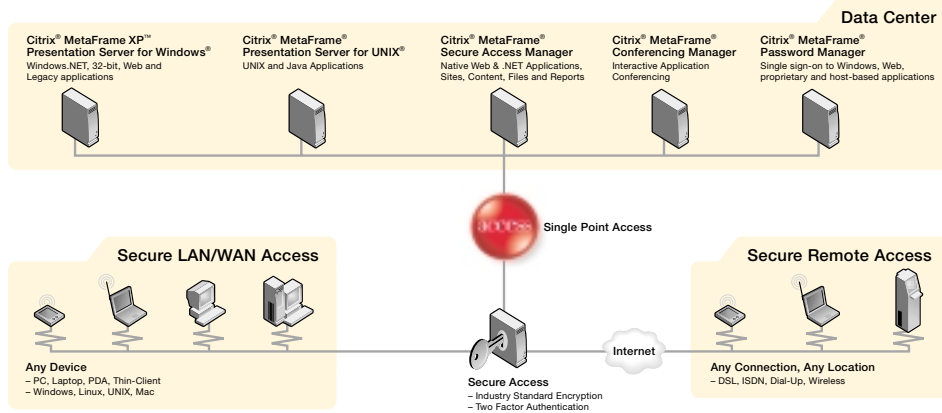 Data Center
Citrix® MetaFrame XP™
Presentation Server for Windows®
Windows.NET, 32-bit, Web and
Legacy applications
Citrix® MetaFrame®
Presentation Server for UNIX®
UNIX and Java Applications
Citrix® MetaFrame®
Secure Access Manager
Native Web & .NET Applications,
Sites, Content, Files and Reports
Citrix® MetaFrame®
Conferencing Manager
Interactive Application
Conferencing
Citrix® MetaFrame®
Password Manager
Single sign-on to Windows, Web,
proprietary and host-based applications
access
Single Point Access
Secure LAN/WAN Access
Any Device
– PC, Laptop, PDA, Thin-Client
– Windows, Linux, UNIX, Mac
Secure Access
– Industry Standard Encryption
– Two Factor Authentication
Internet
Secure Remote Access
Any Connection, Any Location
– DSL, ISDN, Dial-Up, Wireless